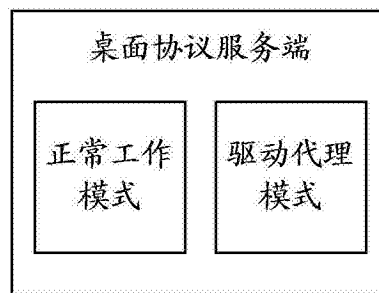 桌面协议服务端
正常工作
模式
驱动代理
模式